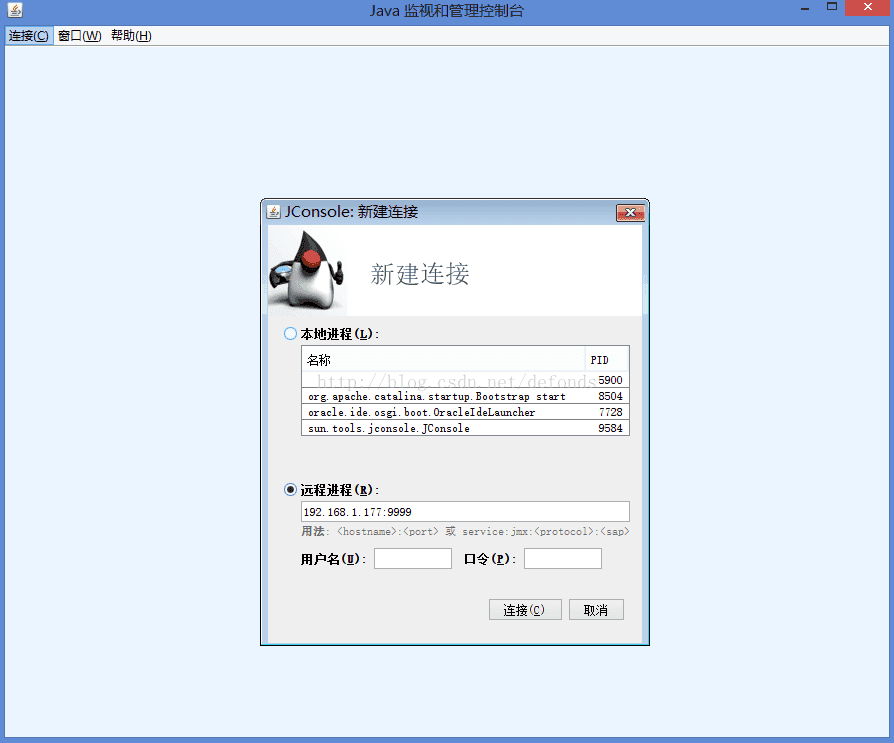 Java 监视和管理控制台
连接(C) 窗口(W) 帮助(H)
JConsole: 新建连接
新建连接
本地进程(L):
名称 PID
http://blog.csdn.net/defonds
5900
org.apache.catalina.startup.Bootstrap start 8504
oracle.ide.osgi.boot.OracleIdeLauncher 7728
sun.tools.jconsole.JConsole 9584
远程进程(R):
192.168.1.177:9999
用法: <hostname>:<port> 或 service:jmx:<protocol>:<sap>
用户名(U): 口令(P):
连接(C) 取消